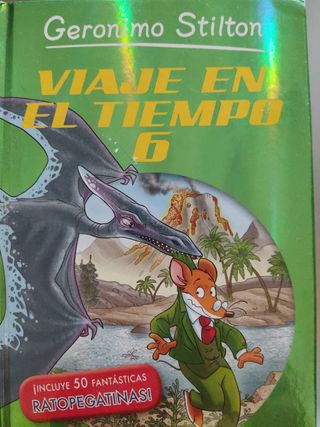 Geronimo Stilton
VIAJE EN
EL TIEMPO
6
¡INCLUYE 50 FANTÁSTICAS
RATOPEGATINAS!